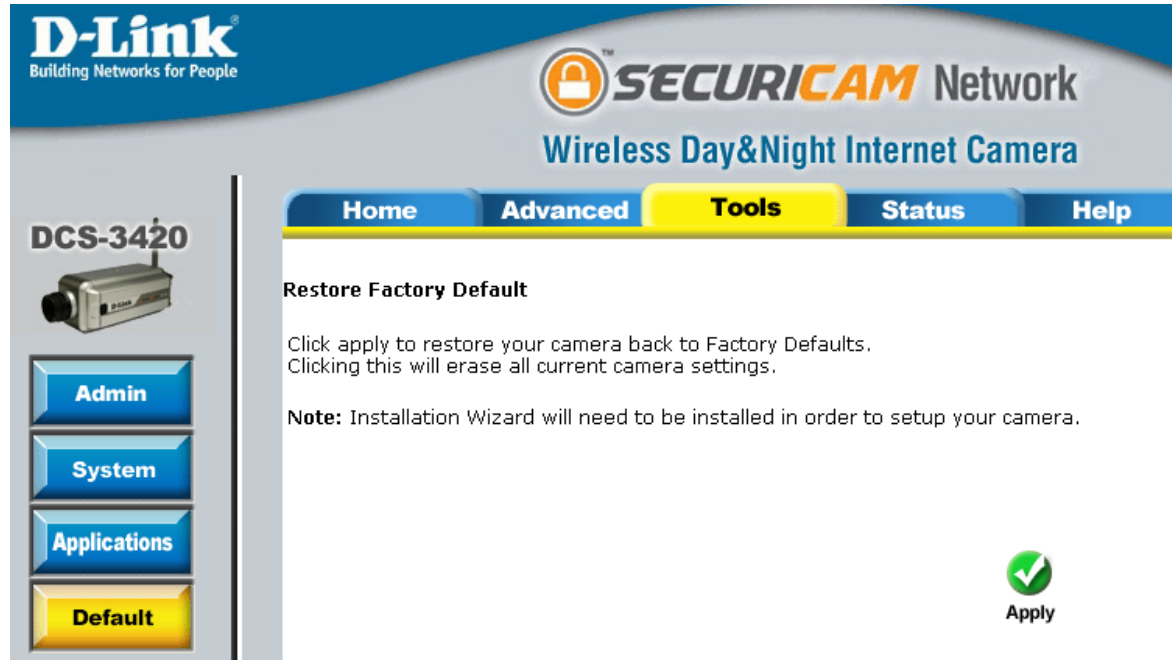 D-Link®
Building Networks for People
SECURICAM™ Network
Wireless Day&Night Internet Camera
Home Advanced Tools Status Help
DCS-3420
D-Link
Restore Factory Default
Click apply to restore your camera back to Factory Defaults.
Clicking this will erase all current camera settings.
Note: Installation Wizard will need to be installed in order to setup your camera.
Admin
System
Applications
Default
Apply